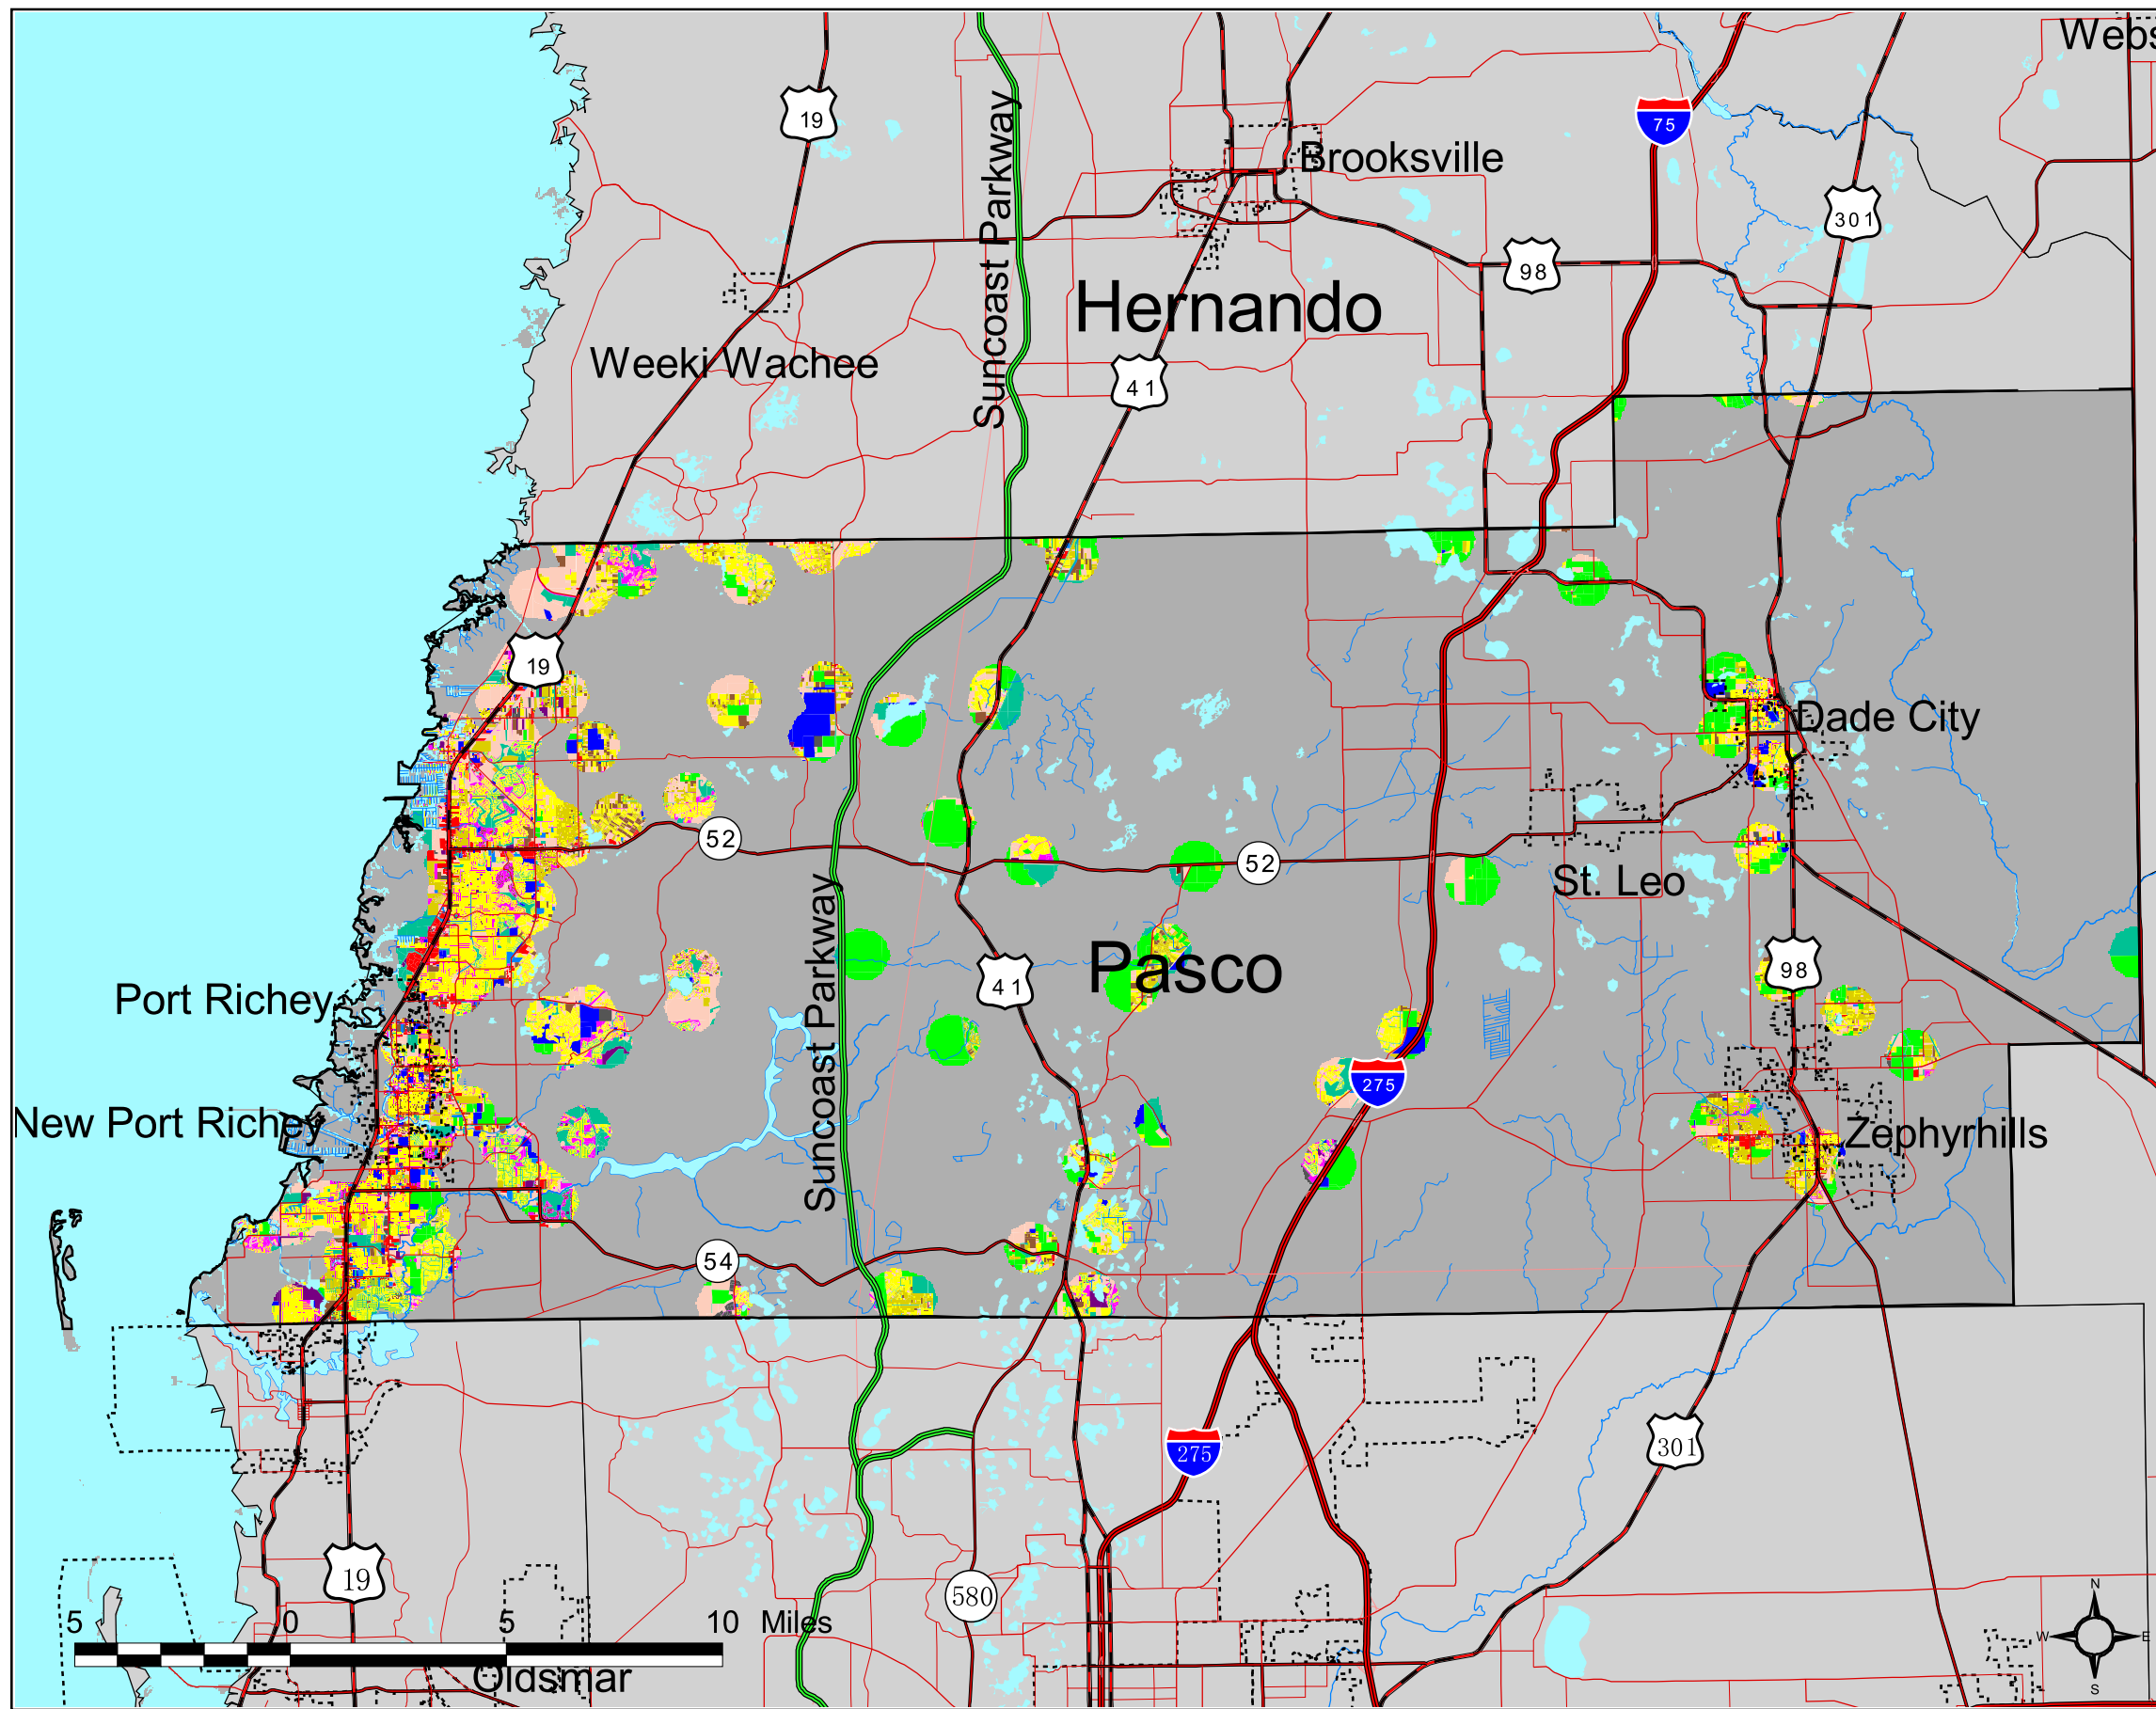 Webs
19
75
Brooksville
301
Suncoast Parkway
98
Hernando
Weeki Wachee
41
19
Dade City
52
52
St. Leo
Suncoast Parkway
Pasco
98
41
Port Richey
275
New Port Richey
Zephyrhills
54
275
301
19
580
N
W E
S
5 0 5 10 Miles
Oldsmar